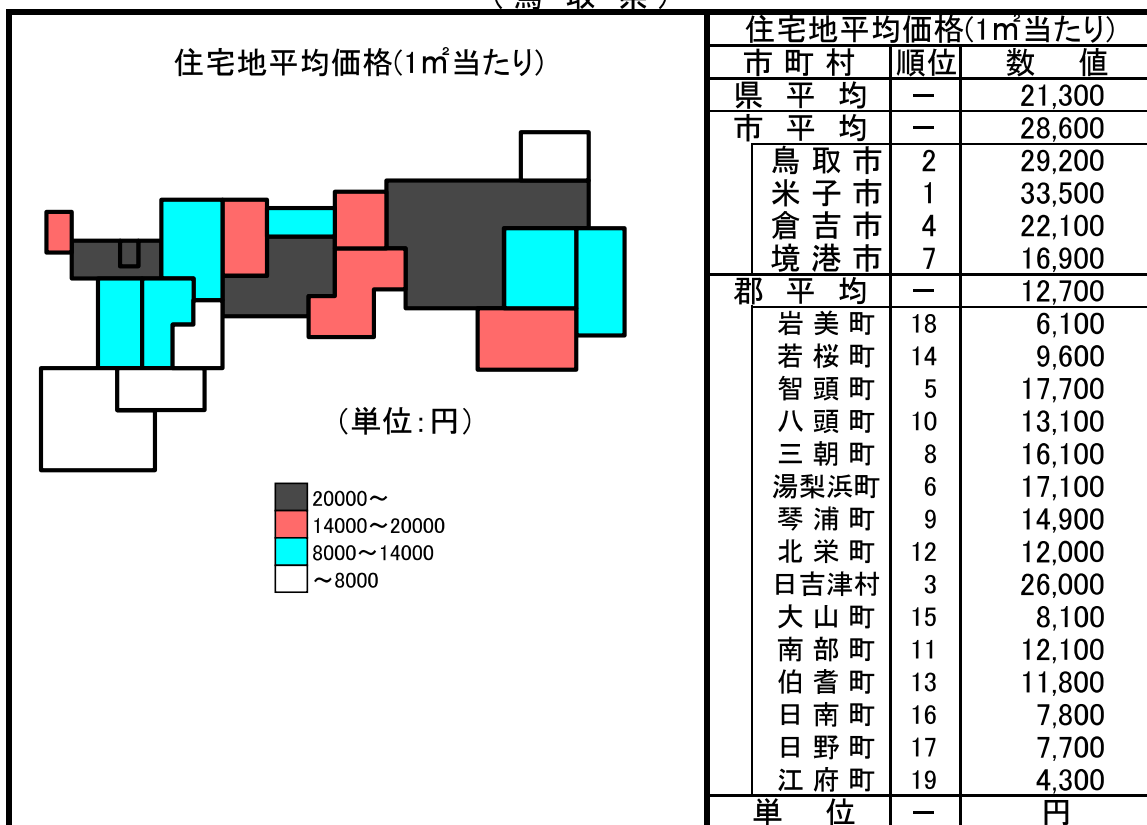 （鳥取県）
住宅地平均価格(1㎡当たり)
（単位：円）
20000～
14000～20000
8000～14000
～8000
住宅地平均価格(1㎡当たり)
市町村 順位 数値
県平均 － 21,300
市平均 － 28,600
鳥取市 2 29,200
米子市 1 33,500
倉吉市 4 22,100
境港市 7 16,900
郡平均 － 12,700
岩美町 18 6,100
若桜町 14 9,600
智頭町 5 17,700
八頭町 10 13,100
三朝町 8 16,100
湯梨浜町 6 17,100
琴浦町 9 14,900
北栄町 12 12,000
日吉津村 3 26,000
大山町 15 8,100
南部町 11 12,100
伯耆町 13 11,800
日南町 16 7,800
日野町 17 7,700
江府町 19 4,300
単位 － 円